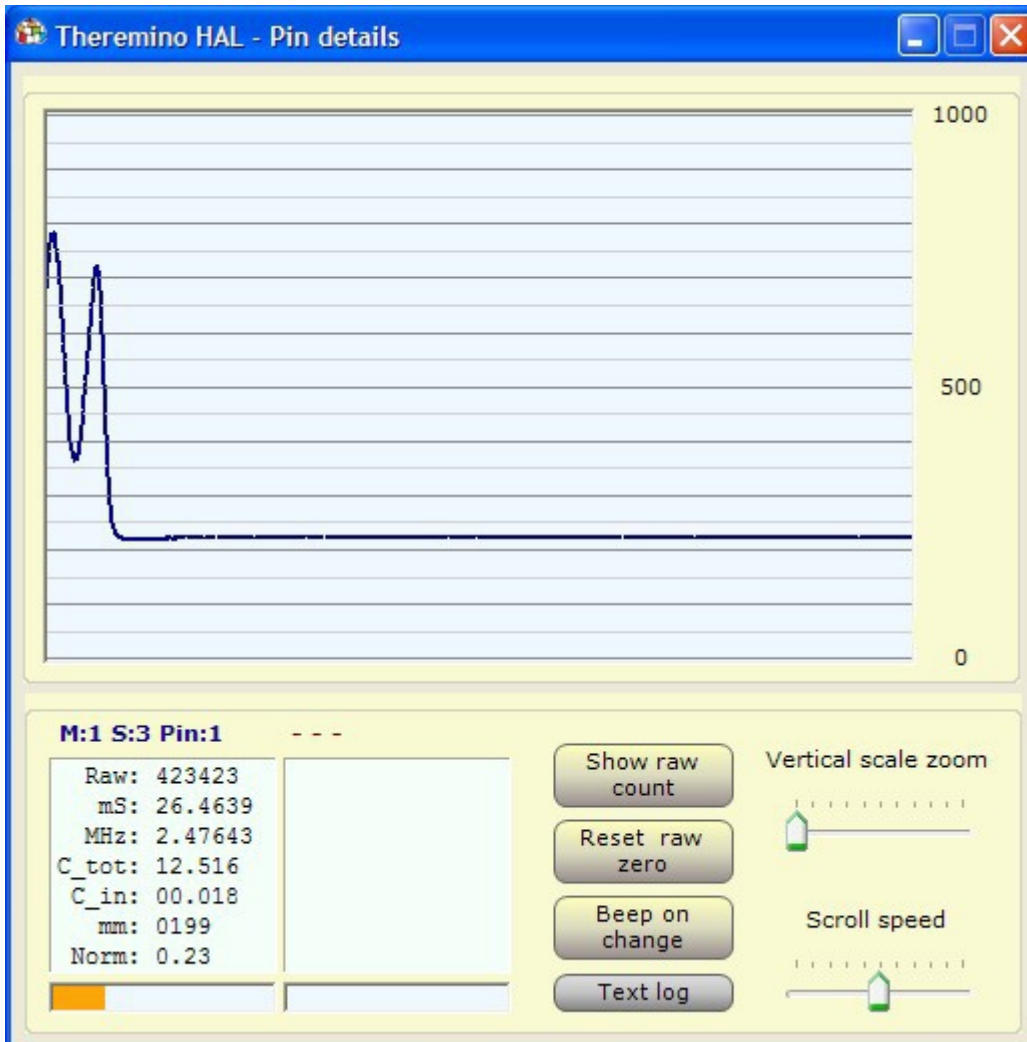 Theremino HAL - Pin details
1000
500
0
M:1 S:3 Pin:1
- - -
Raw: 423423
mS: 26.4639
MHz: 2.47643
C_tot: 12.516
C_in: 00.018
mm: 0199
Norm: 0.23
Show raw
count
Reset raw
zero
Beep on
change
Text log
Vertical scale zoom
Scroll speed